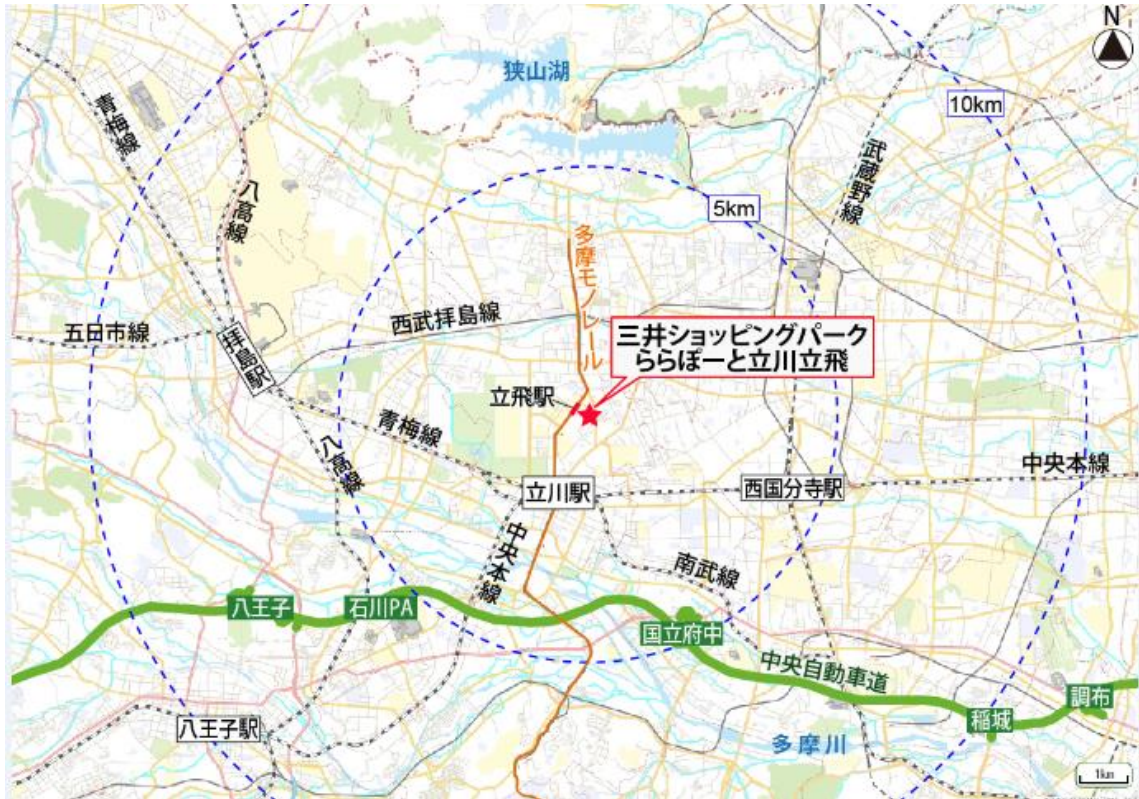 N
狭山湖
10km
青梅線
武蔵野線
八高線
5km
多摩モノレール
西武拝島線
五日市線
拝島駅
三井ショッピングパーク
ららぽーと立川立飛
立飛駅
青梅線
八高線
中央本線
立川駅
西国分寺駅
中央本線
南武線
八王子
石川PA
国立府中
中央自動車道
調布
稲城
八王子駅
多摩川
1km